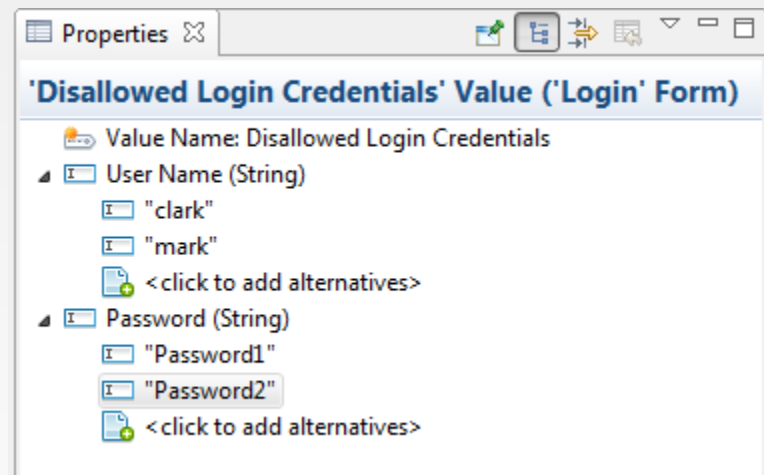 Properties
'Disallowed Login Credentials' Value ('Login' Form)
Value Name: Disallowed Login Credentials
User Name (String)
"clark"
"mark"
<click to add alternatives>
Password (String)
"Password1"
"Password2"
<click to add alternatives>